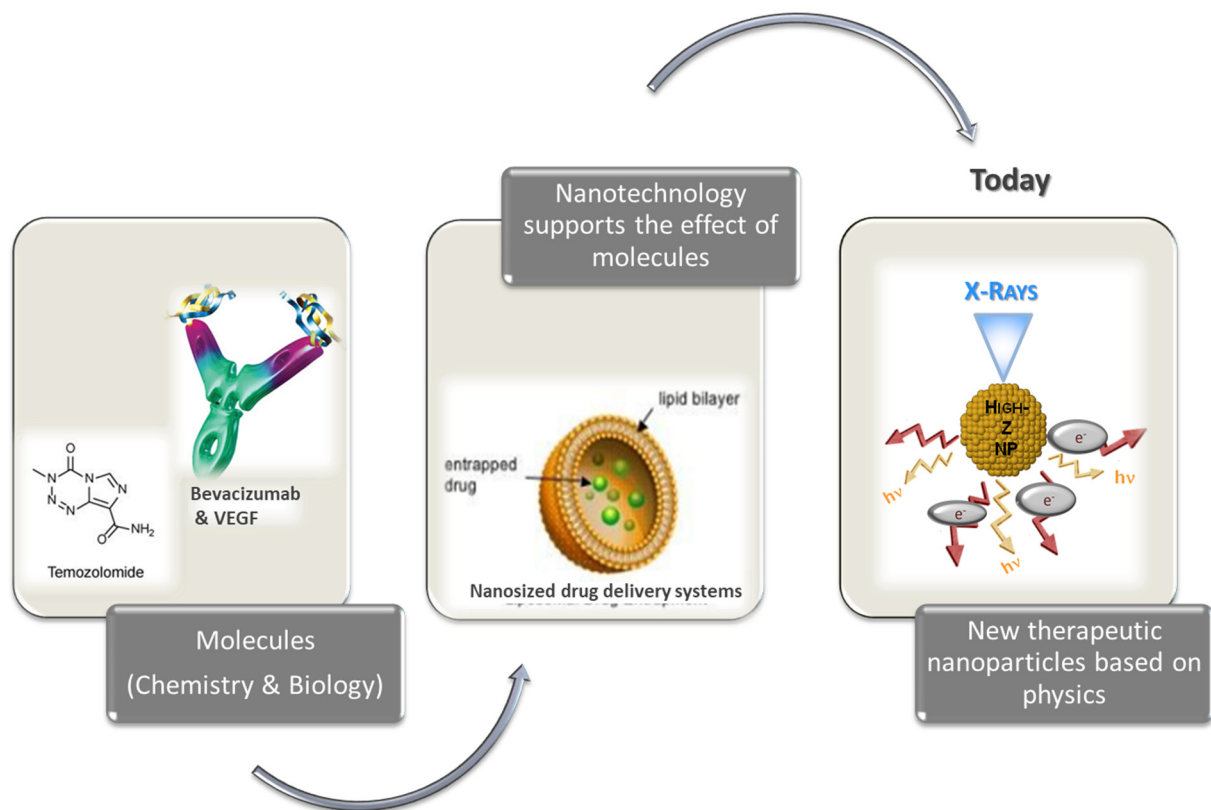 Today
Nanotechnology
supports the effect of
molecules
X-RAYS
HIGH-
Z
NP
e-
hν
hν
e-
e-
hν
lipid bilayer
entrapped
drug
Nanosized drug delivery systems
Bevacizumab
& VEGF
O
N
N
N
N
N
O
NH2
Temozolomide
Molecules
(Chemistry & Biology)
New therapeutic
nanoparticles based on
physics